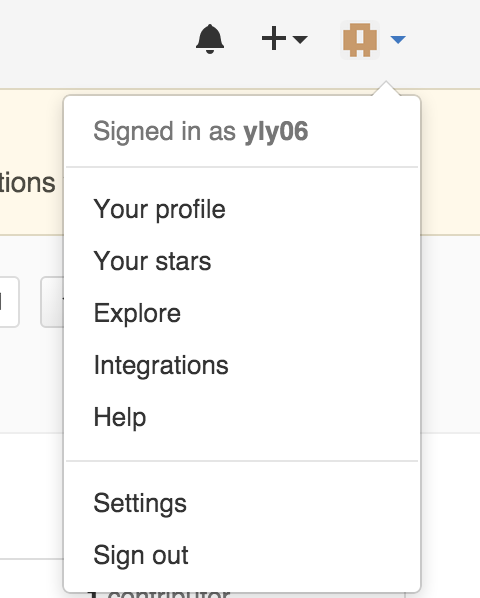 Signed in as yly06
tions
Your profile
Your stars
Explore
Integrations
Help
Settings
Sign out
1 contributor